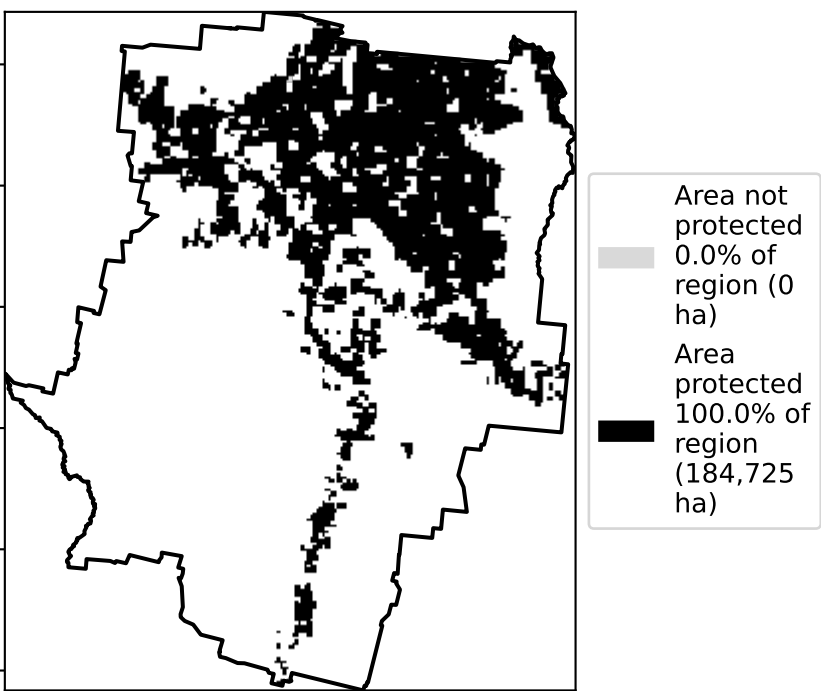 Area not
protected
0.0% of
region (0
ha)
Area
protected
100.0% of
region
(184,725
ha)